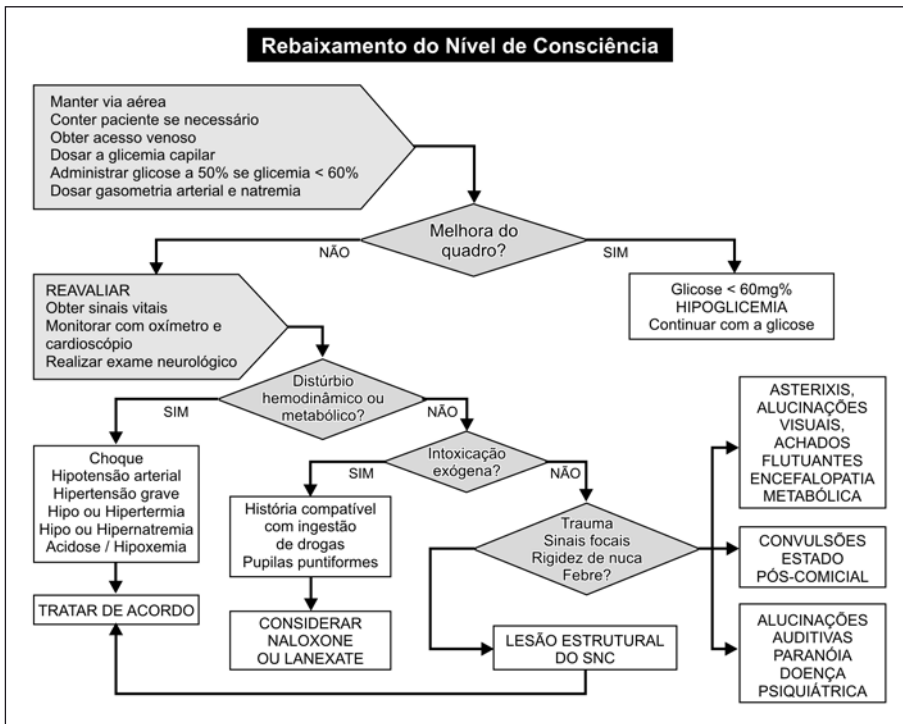 Rebaixamento do Nível de Consciência
Manter via aérea
Conter paciente se necessário
Obter acesso venoso
Dosar a glicemia capilar
Administrar glicose a 50% se glicemia < 60%
Dosar gasometria arterial e natremia
Melhora do
quadro?
NÃO
SIM
REAVALIAR
Obter sinais vitais
Monitorar com oxímetro e
cardioscópio
Realizar exame neurológico
Glicose < 60mg%
HIPOGLICEMIA
Continuar com a glicose
Distúrbio
hemodinâmico ou
metabólico?
SIM
NÃO
Choque
Hipotensão arterial
Hipertensão grave
Hipo ou Hipertermia
Hipo ou Hipernatremia
Acidose / Hipoxemia
TRATAR DE ACORDO
Intoxicação
exógena?
SIM
NÃO
História compatível
com ingestão
de drogas
Pupilas puntiformes
CONSIDERAR
NALOXONE
OU LANEXATE
Trauma
Sinais focais
Rigidez de nuca
Febre?
LESÃO ESTRUTURAL
DO SNC
ASTERIXIS,
ALUCINAÇÕES
VISUAIS,
ACHADOS
FLUTUANTES
ENCEFALOPATIA
METABÓLICA
CONVULSÕES
ESTADO
PÓS-COMICIAL
ALUCINAÇÕES
AUDITIVAS
PARANÓIA
DOENÇA
PSIQUIÁTRICA